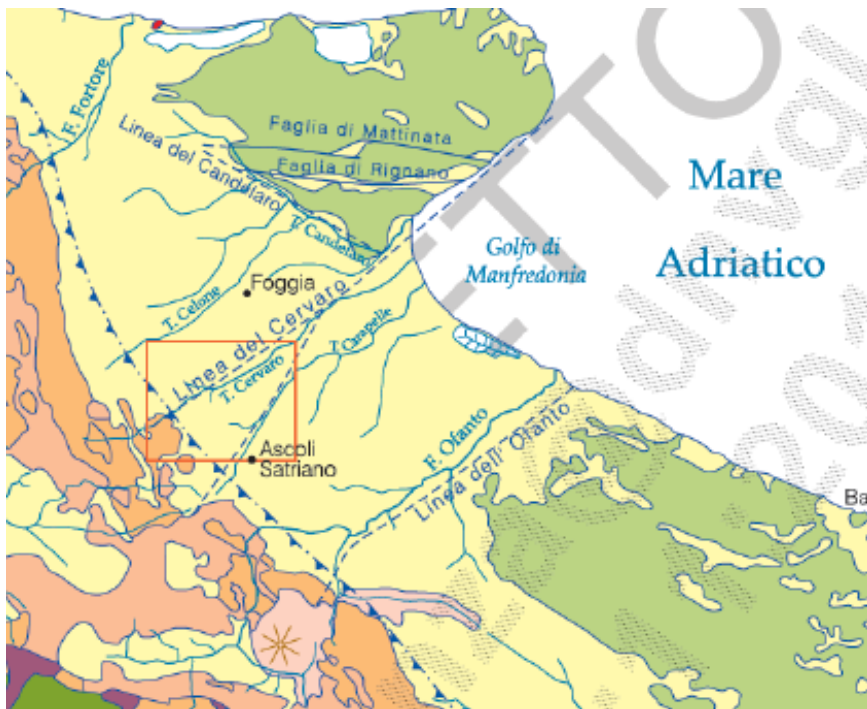 F. Fortore
Linea del Candelaro
Faglia di Mattinata
Faglia di Rignano
T. Candelaro
Mare
Adriatico
Golfo di
Manfredonia
Foggia
T. Celone
Linea del Cervaro
T. Cervaro
T. Carapelle
F. Ofanto
Linea dell'Ofanto
Ascoli
Satriano
Ba